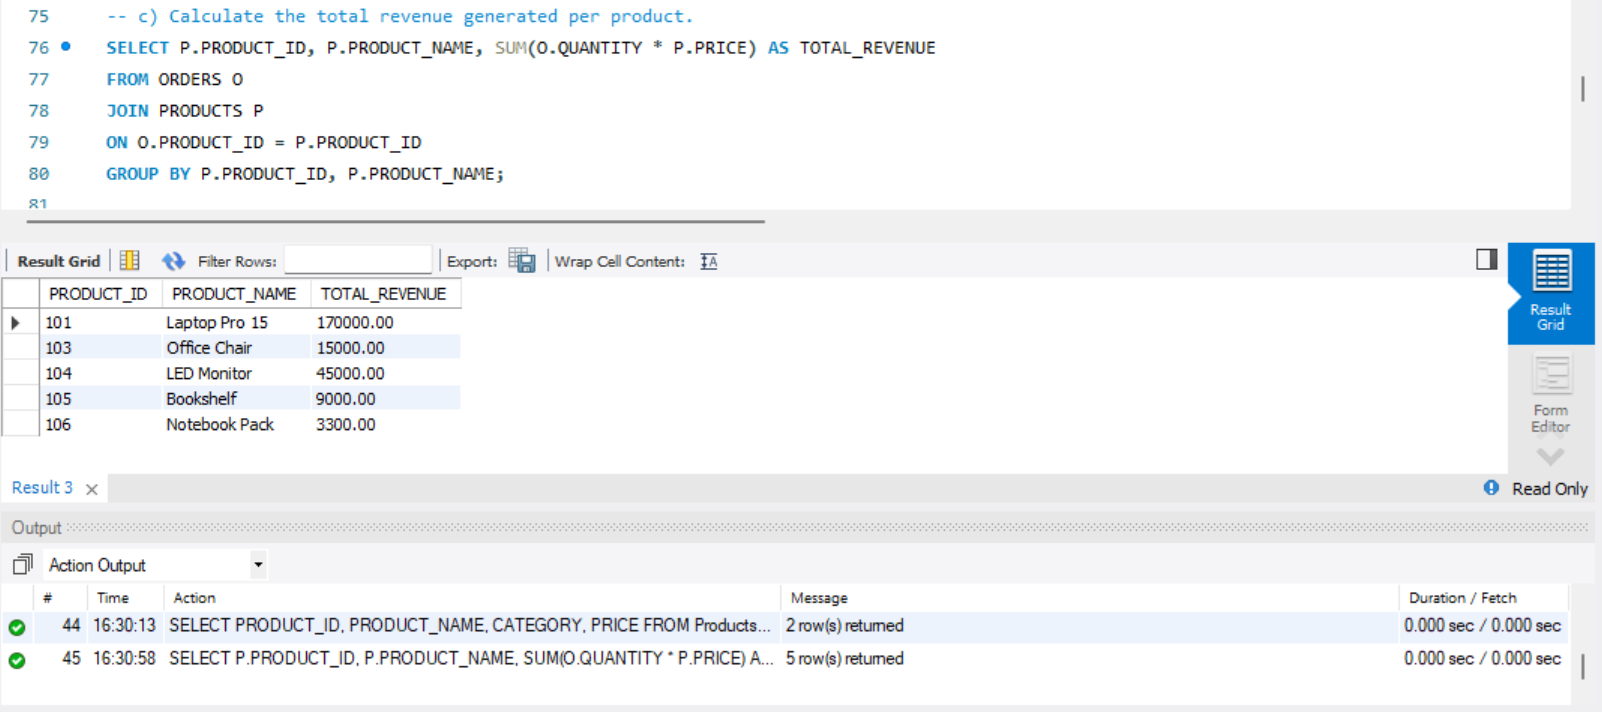 75 -- c) Calculate the total revenue generated per product.
76 SELECT P.PRODUCT_ID, P.PRODUCT_NAME, SUM(O.QUANTITY * P.PRICE) AS TOTAL_REVENUE
77 FROM ORDERS O
78 JOIN PRODUCTS P
79 ON O.PRODUCT_ID = P.PRODUCT_ID
80 GROUP BY P.PRODUCT_ID, P.PRODUCT_NAME;
81
Result Grid Filter Rows: Export: Wrap Cell Content:
PRODUCT_ID PRODUCT_NAME TOTAL_REVENUE
101 Laptop Pro 15 170000.00
103 Office Chair 15000.00
104 LED Monitor 45000.00
105 Bookshelf 9000.00
106 Notebook Pack 3300.00
Result
Grid
Form
Editor
Result 3 Read Only
Output
Action Output
# Time Action Message Duration / Fetch
44 16:30:13 SELECT PRODUCT_ID, PRODUCT_NAME, CATEGORY, PRICE FROM Products... 2 row(s) returned 0.000 sec / 0.000 sec
45 16:30:58 SELECT P.PRODUCT_ID, P.PRODUCT_NAME, SUM(O.QUANTITY * P.PRICE) A... 5 row(s) returned 0.000 sec / 0.000 sec